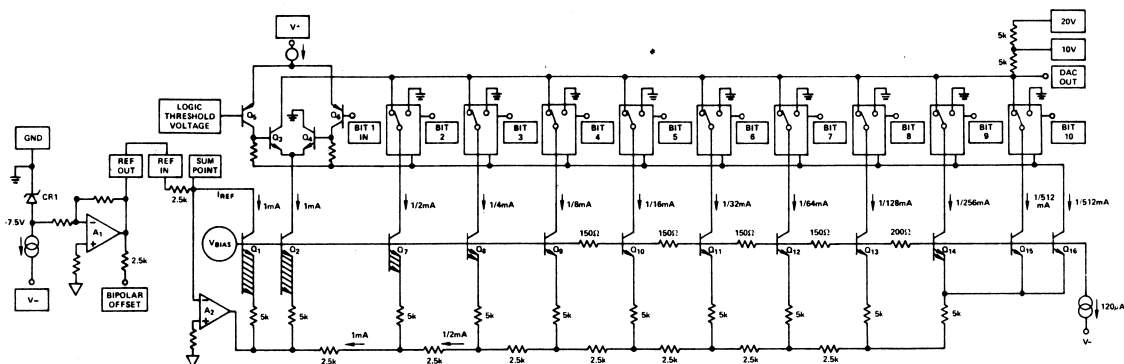 20V
V+
5k
10V
5k
DAC OUT
LOGIC THRESHOLD VOLTAGE
Q5
Q6
BIT 1 IN
Q3
Q4
BIT 2
BIT 3
BIT 4
BIT 5
BIT 6
BIT 7
BIT 8
BIT 9
BIT 10
GND
REF OUT
REF IN
SUM POINT
CR1
2.5k
IREF
1mA
1mA
1/2mA
1/4mA
1/8mA
1/16mA
1/32mA
1/64mA
1/128mA
1/256mA
1/512 mA
1/512mA
-7.5V
A1
VBIAS
150Ω
150Ω
150Ω
150Ω
200Ω
Q1
Q2
Q7
Q8
Q9
Q10
Q11
Q12
Q13
Q14
Q15
Q16
2.5k
V−
BIPOLAR OFFSET
A2
5k
5k
5k
5k
5k
5k
5k
5k
5k
5k
120µA
V−
1mA
1/2mA
2.5k
2.5k
2.5k
2.5k
2.5k
2.5k
2.5k